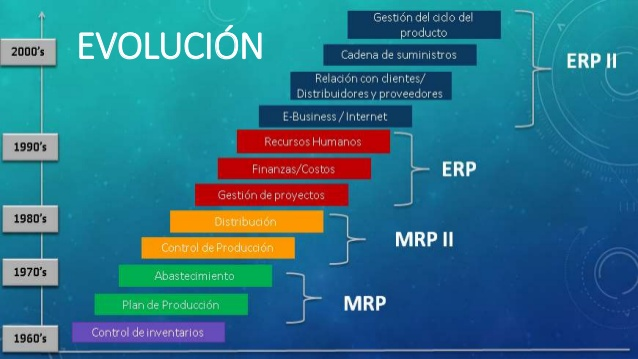 EVOLUCIÓN
2000's
1990's
1980's
1970's
1960's
Gestión del ciclo del
producto
Cadena de suministros
Relación con clientes/
Distribuidores y proveedores
E-Business / Internet
ERP II
Recursos Humanos
Finanzas/Costos
Gestión de proyectos
ERP
Distribución
Control de Producción
MRP II
Abastecimiento
Plan de Producción
MRP
Control de inventarios